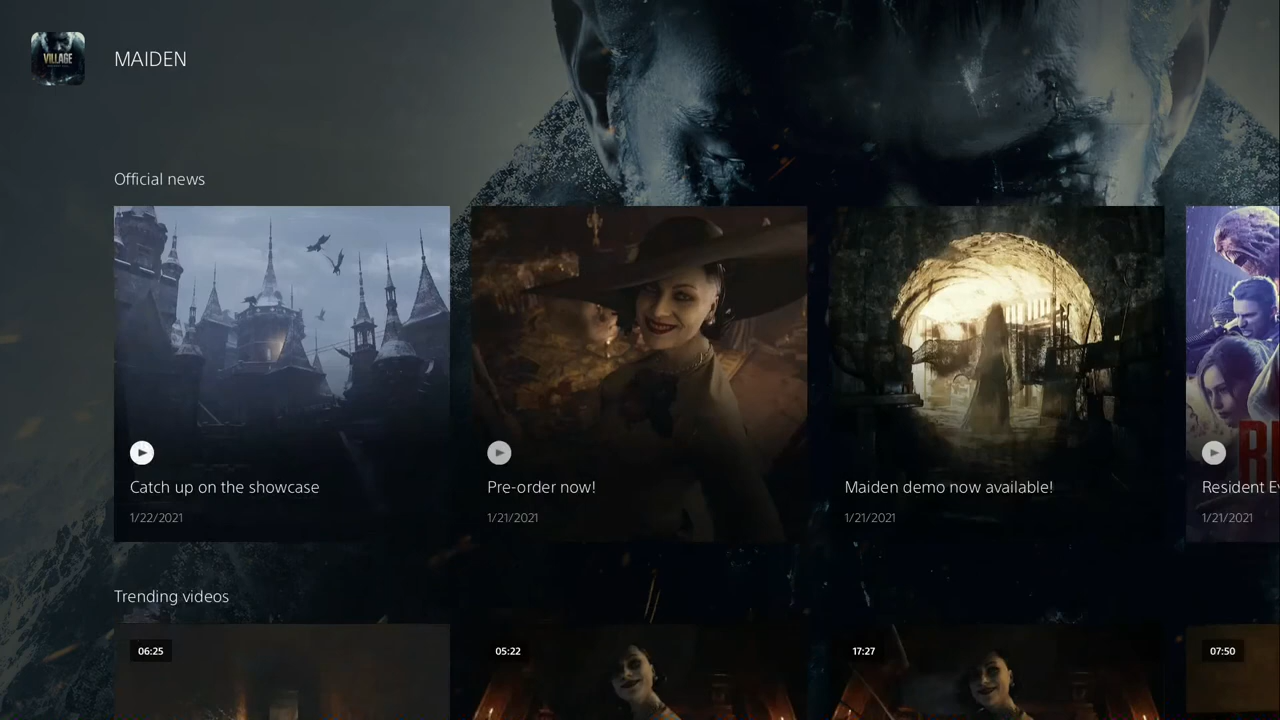 VILLAGE
MAIDEN
Official news
Catch up on the showcase
1/22/2021
Pre-order now!
1/21/2021
Maiden demo now available!
1/21/2021
RE
Resident Ev
1/21/2021
Trending videos
06:25
05:22
17:27
07:50